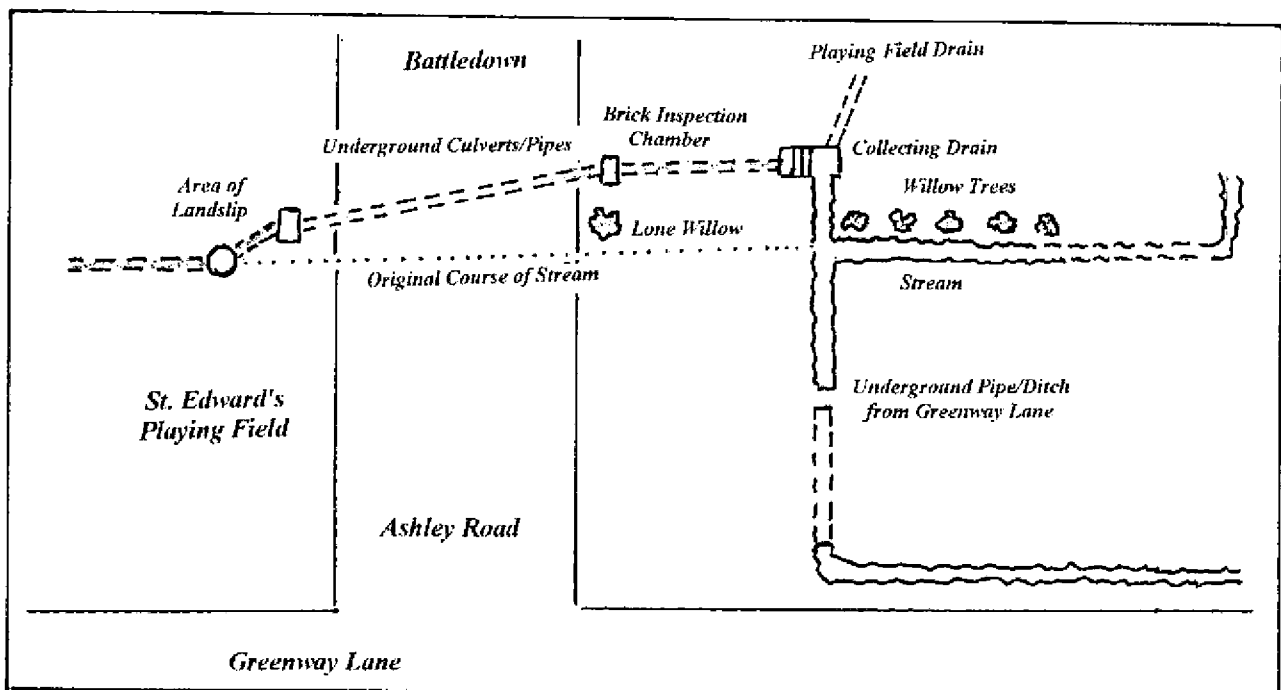 Battledown
Playing Field Drain
Brick Inspection
Chamber
Underground Culverts/Pipes
Collecting Drain
Area of
Landslip
Willow Trees
Lone Willow
Original Course of Stream
Stream
St. Edward's
Playing Field
Underground Pipe/Ditch
from Greenway Lane
Ashley Road
Greenway Lane